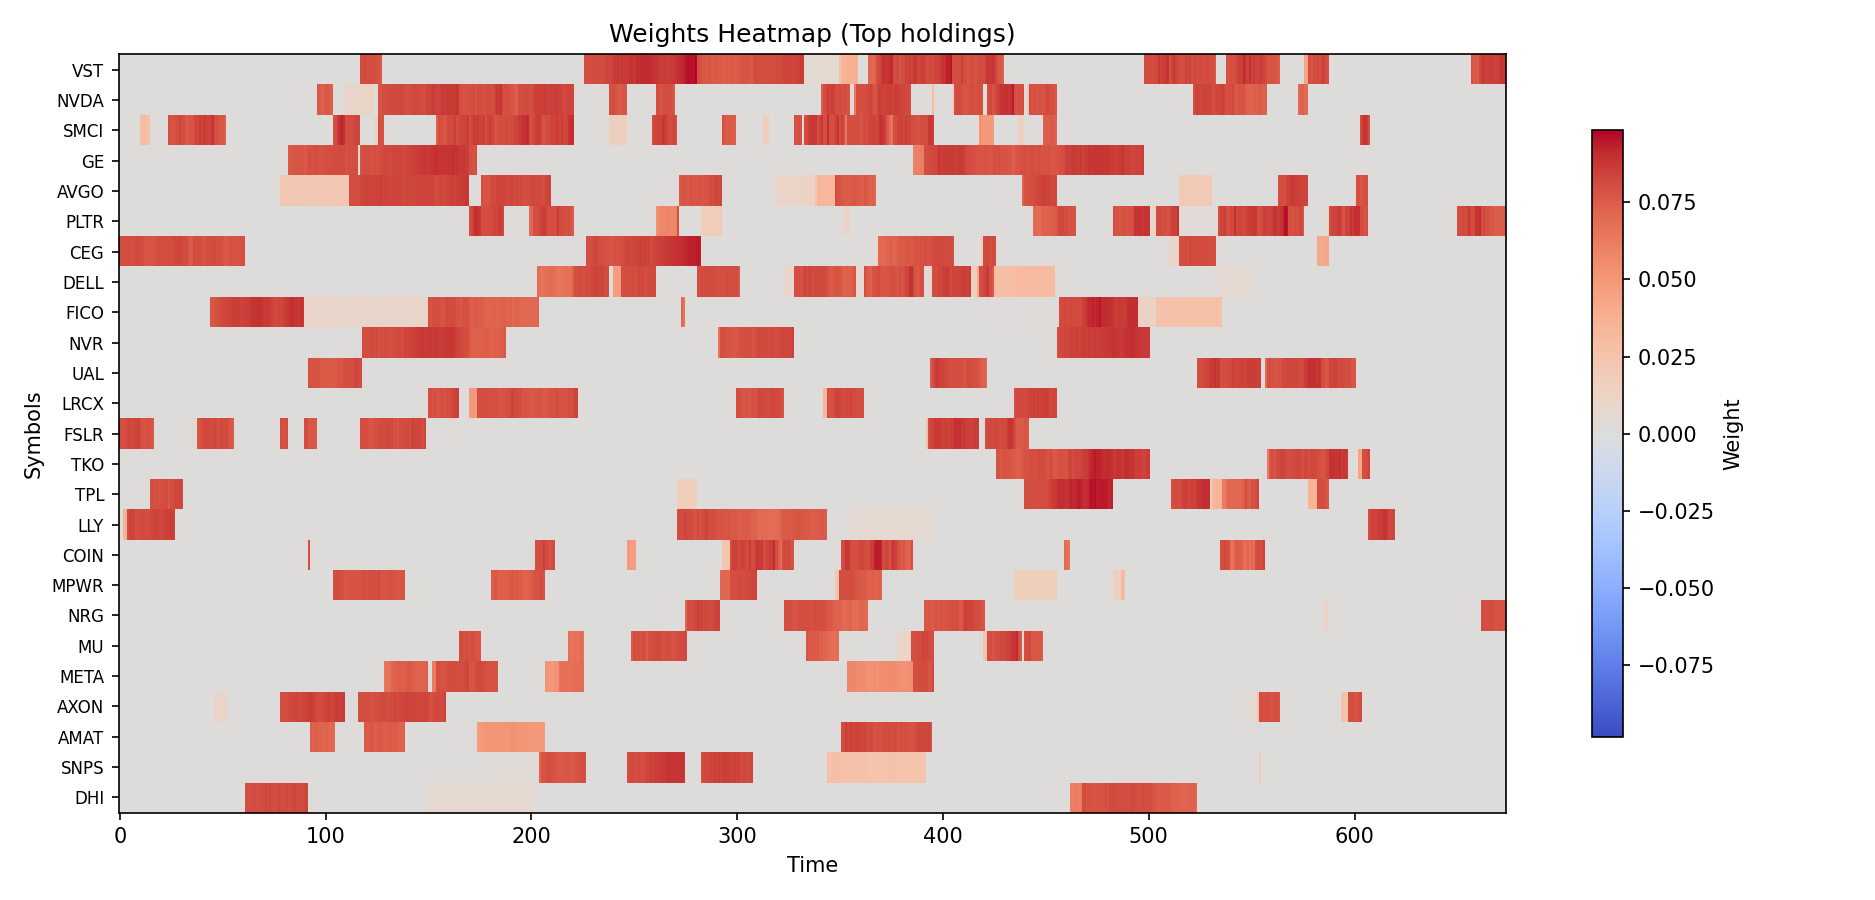 Weights Heatmap (Top holdings)
VST
NVDA
SMCI
GE
AVGO
PLTR
CEG
DELL
FICO
NVR
UAL
LRCX
FSLR
TKO
TPL
LLY
COIN
MPWR
NRG
MU
META
AXON
AMAT
SNPS
DHI
Symbols
0 100 200 300 400 500 600
Time
0.075
0.050
0.025
0.000
−0.025
−0.050
−0.075
Weight